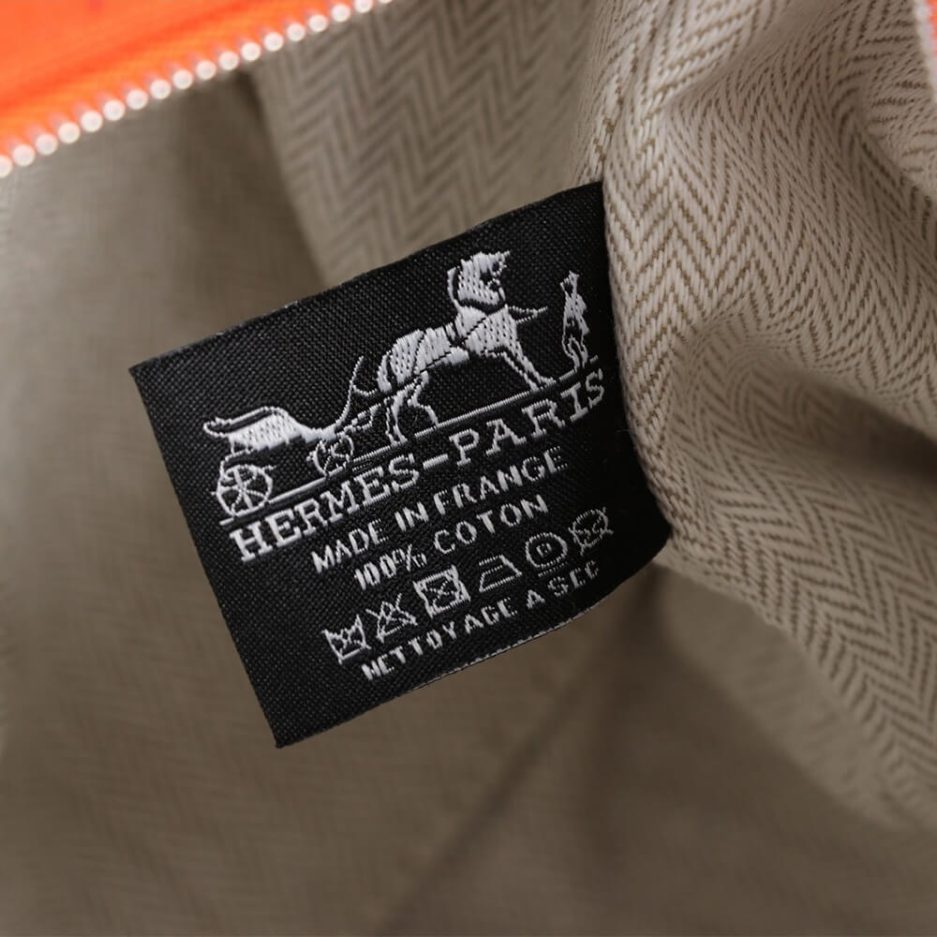 HERMES-PARIS
MADE IN FRANCE
100% COTON
NETTOYAGE A SEC